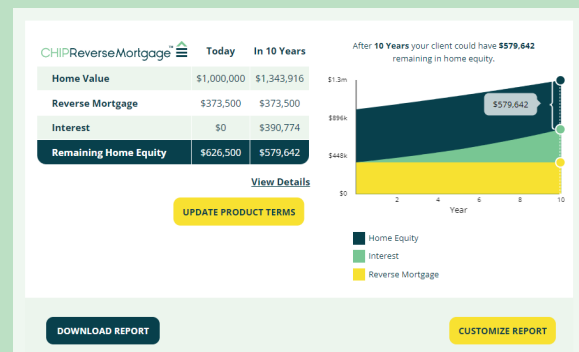 CHIPReverseMortgage™ Today In 10 Years
Home Value $1,000,000 $1,343,916
Reverse Mortgage $373,500 $373,500
Interest $0 $390,774
Remaining Home Equity $626,500 $579,642
View Details
UPDATE PRODUCT TERMS
After 10 Years your client could have $579,642
remaining in home equity.
$1.3m
$896k
$448k
$0
$579,642
2 4 6 8 10
Year
Home Equity
Interest
Reverse Mortgage
DOWNLOAD REPORT
CUSTOMIZE REPORT